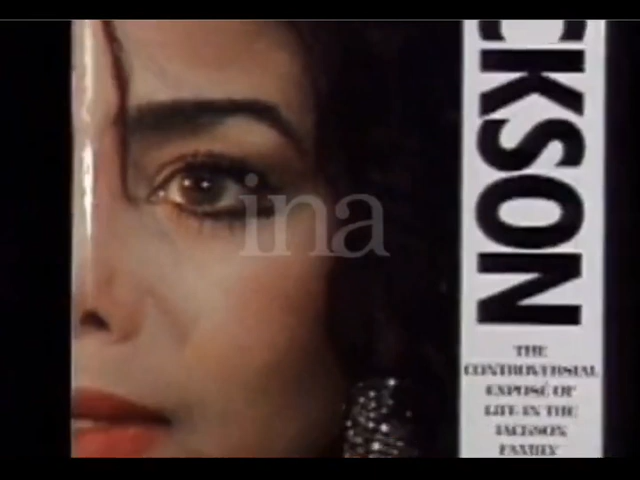 ina
CKSON
THE
CONTROVERSIAL
EXPOSÉ OF
LIFE IN THE
JACKSON
FAMILY